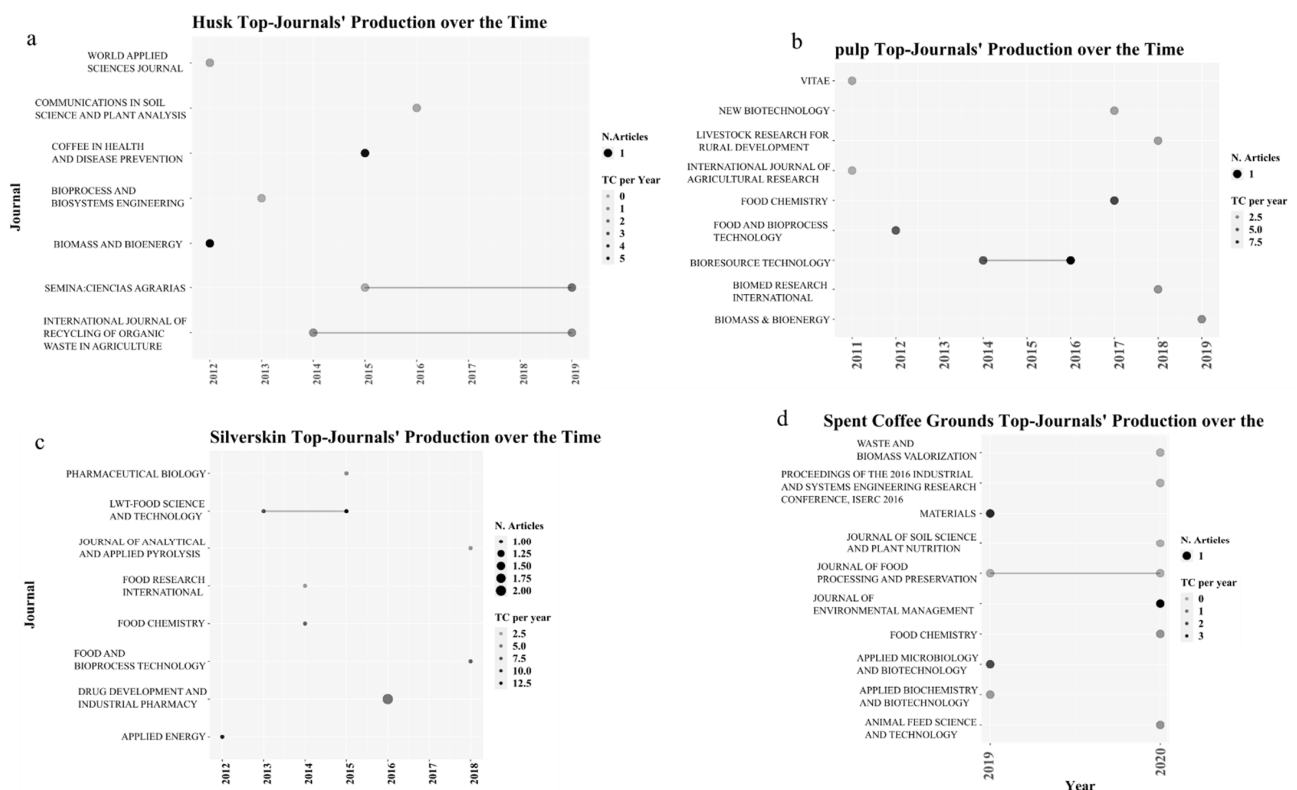 a
Husk Top-Journals' Production over the Time
Journal
WORLD APPLIED
SCIENCES JOURNAL
COMMUNICATIONS IN SOIL
SCIENCE AND PLANT ANALYSIS
COFFEE IN HEALTH
AND DISEASE PREVENTION
BIOPROCESS AND
BIOSYSTEMS ENGINEERING
BIOMASS AND BIOENERGY
SEMINA:CIENCIAS AGRARIAS
INTERNATIONAL JOURNAL OF
RECYCLING OF ORGANIC
WASTE IN AGRICULTURE
2012 2013 2014 2015 2016 2017 2018 2019
N.Articles
1
TC per Year
0
1
2
3
4
5
b
pulp Top-Journals' Production over the Time
VITAE
NEW BIOTECHNOLOGY
LIVESTOCK RESEARCH FOR
RURAL DEVELOPMENT
INTERNATIONAL JOURNAL OF
AGRICULTURAL RESEARCH
FOOD CHEMISTRY
FOOD AND BIOPROCESS
TECHNOLOGY
BIORESOURCE TECHNOLOGY
BIOMED RESEARCH
INTERNATIONAL
BIOMASS & BIOENERGY
2011 2012 2013 2014 2015 2016 2017 2018 2019
N. Articles
1
TC per year
2.5
5.0
7.5
c
Silverskin Top-Journals' Production over the Time
Journal
PHARMACEUTICAL BIOLOGY
LWT-FOOD SCIENCE
AND TECHNOLOGY
JOURNAL OF ANALYTICAL
AND APPLIED PYROLYSIS
FOOD RESEARCH
INTERNATIONAL
FOOD CHEMISTRY
FOOD AND
BIOPROCESS TECHNOLOGY
DRUG DEVELOPMENT AND
INDUSTRIAL PHARMACY
APPLIED ENERGY
2012 2013 2014 2015 2016 2017 2018
N. Articles
1.00
1.25
1.50
1.75
2.00
TC per year
2.5
5.0
7.5
10.0
12.5
d
Spent Coffee Grounds Top-Journals' Production over the
WASTE AND
BIOMASS VALORIZATION
PROCEEDINGS OF THE 2016 INDUSTRIAL
AND SYSTEMS ENGINEERING RESEARCH
CONFERENCE, ISERC 2016
MATERIALS
JOURNAL OF SOIL SCIENCE
AND PLANT NUTRITION
JOURNAL OF FOOD
PROCESSING AND PRESERVATION
JOURNAL OF
ENVIRONMENTAL MANAGEMENT
FOOD CHEMISTRY
APPLIED MICROBIOLOGY
AND BIOTECHNOLOGY
APPLIED BIOCHEMISTRY
AND BIOTECHNOLOGY
ANIMAL FEED SCIENCE
AND TECHNOLOGY
2019 2020
Year
N. Articles
1
TC per year
0
1
2
3